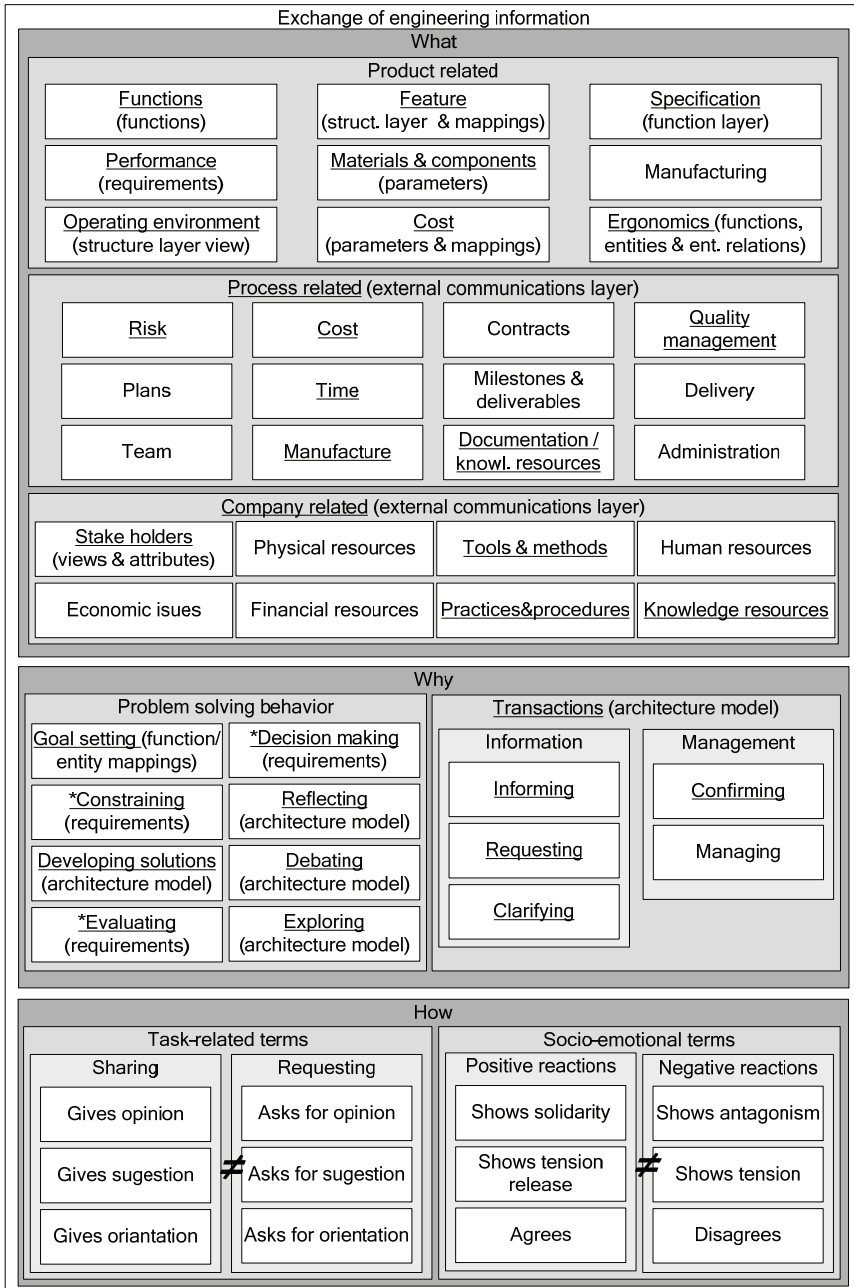 Exchange of engineering information
What
Product related
Functions
(functions)
Feature
(struct. layer & mappings)
Specification
(function layer)
Performance
(requirements)
Materials & components
(parameters)
Manufacturing
Operating environment
(structure layer view)
Cost
(parameters & mappings)
Ergonomics (functions,
entities & ent. relations)
Process related (external communications layer)
Risk
Cost
Contracts
Quality
management
Plans
Time
Milestones &
deliverables
Delivery
Team
Manufacture
Documentation /
knowl. resources
Administration
Company related (external communications layer)
Stake holders
(views & attributes)
Physical resources
Tools & methods
Human resources
Economic isues
Financial resources
Practices&procedures
Knowledge resources
Why
Problem solving behavior
Goal setting (function/
entity mappings)
*Decision making
(requirements)
*Constraining
(requirements)
Reflecting
(architecture model)
Developing solutions
(architecture model)
Debating
(architecture model)
*Evaluating
(requirements)
Exploring
(architecture model)
Transactions (architecture model)
Information
Informing
Requesting
Clarifying
Management
Confirming
Managing
How
Task-related terms
Sharing
Gives opinion
Gives sugestion
Gives oriantation
≠
Requesting
Asks for opinion
Asks for sugestion
Asks for orientation
Socio-emotional terms
Positive reactions
Shows solidarity
Shows tension
release
Agrees
≠
Negative reactions
Shows antagonism
Shows tension
Disagrees